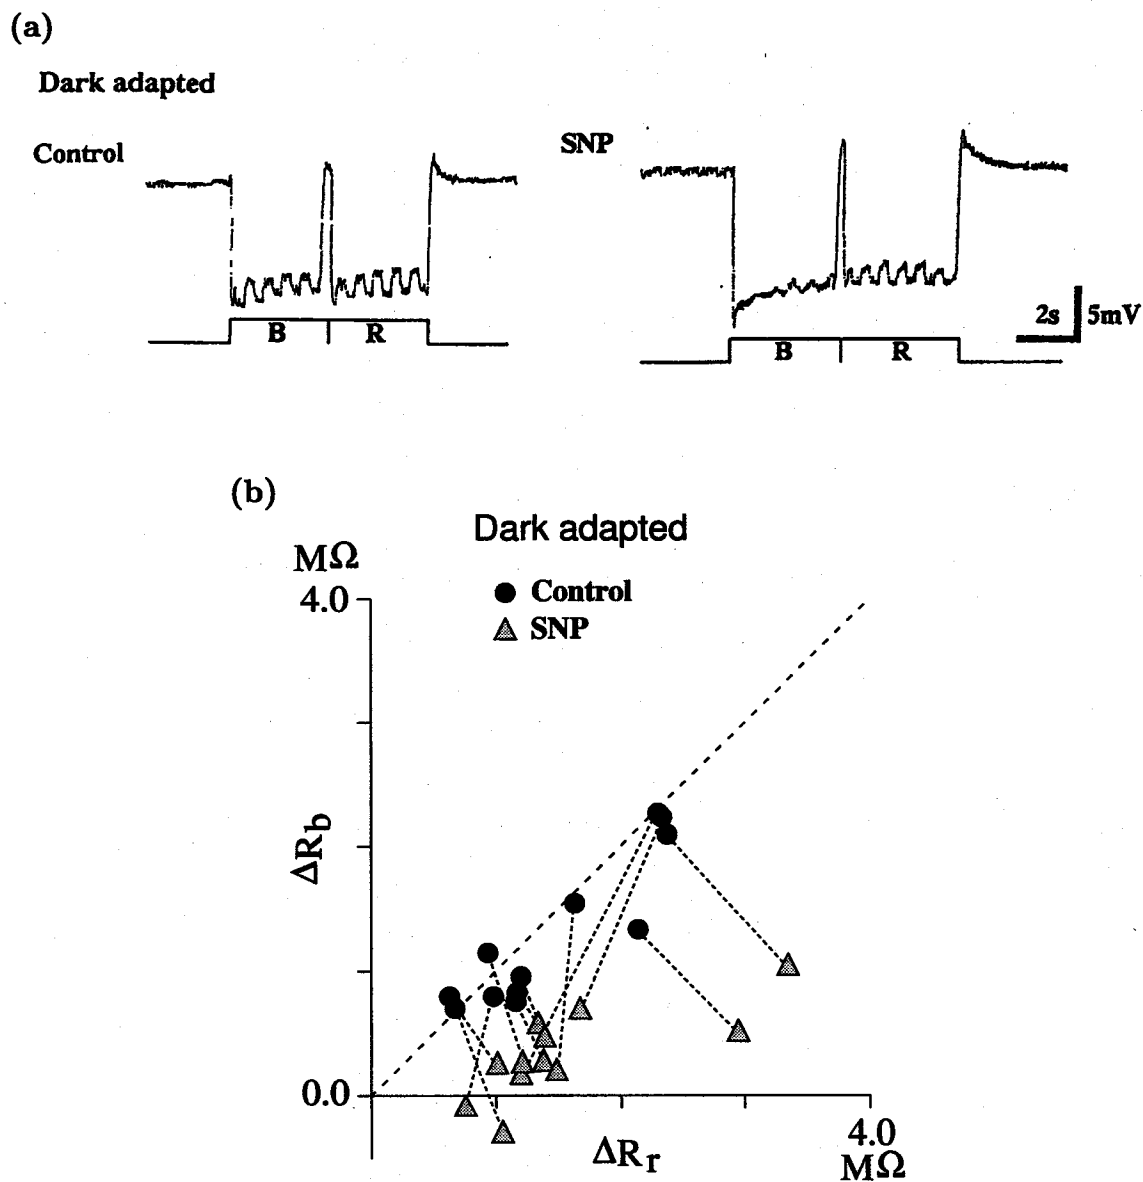 (a)
Dark adapted
Control
SNP
B R
B R
2s 5mV
(b)
Dark adapted
MΩ
4.0
Control
SNP
ΔRb
0.0
4.0
ΔRr
MΩ